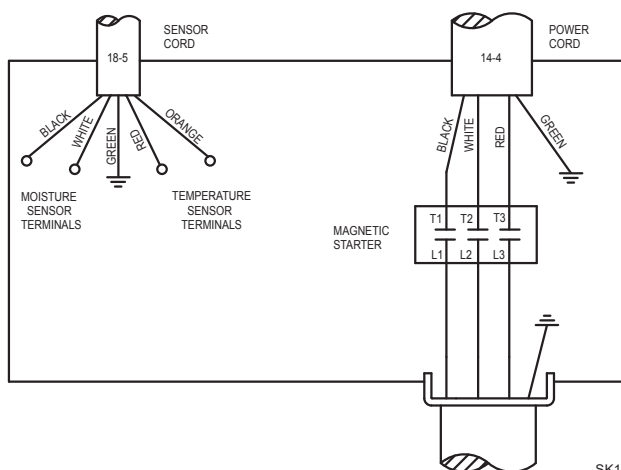 SENSOR
CORD
POWER
CORD
18-5
14-4
BLACK
WHITE
GREEN
RED
ORANGE
BLACK
WHITE
RED
GREEN
MOISTURE
SENSOR
TERMINALS
TEMPERATURE
SENSOR
TERMINALS
MAGNETIC
STARTER
T1 T2 T3
L1 L2 L3